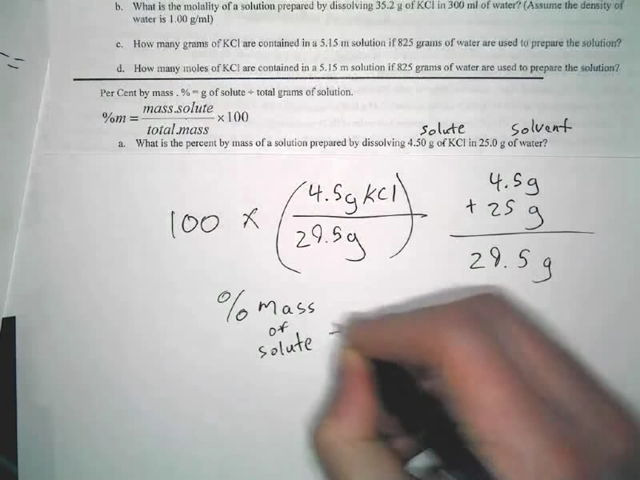 b. What is the molality of a solution prepared by dissolving 35.2 g of KCl in 300 ml of water? (Assume the density of
water is 1.00 g/ml)
c. How many grams of KCl are contained in a 5.15 m solution if 825 grams of water are used to prepare the solution?
d. How many moles of KCl are contained in a 5.15 m solution if 825 grams of water are used to prepare the solution?
Per Cent by mass . % = g of solute ÷ total grams of solution.
%m = mass.solute / total.mass × 100
solute solvent
a. What is the percent by mass of a solution prepared by dissolving 4.50 g of KCl in 25.0 g of water?
100 × (4.5g KCl / 29.5g)
4.5g
+ 25 g
29.5 g
% mass
of
solute